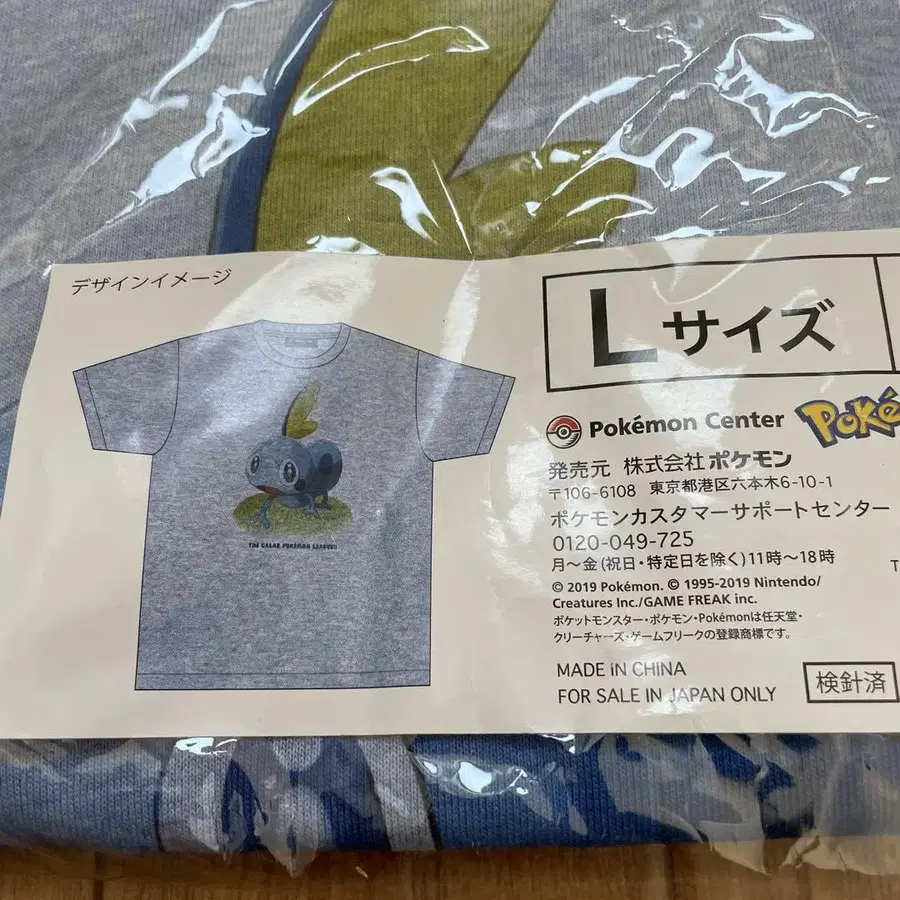 デザインイメージ
THE GALAR POKÉMON LEAGUE!!
Lサイズ
Pokémon Center Poké
発売元 株式会社ポケモン
〒106-6108 東京都港区六本木6-10-1
ポケモンカスタマーサポートセンター
0120-049-725
月～金(祝日・特定日を除く)11時～18時
© 2019 Pokémon. © 1995-2019 Nintendo/
Creatures Inc./GAME FREAK inc.
ポケットモンスター・ポケモン・Pokémonは任天堂・
クリーチャーズ・ゲームフリークの登録商標です。
MADE IN CHINA
FOR SALE IN JAPAN ONLY
検針済